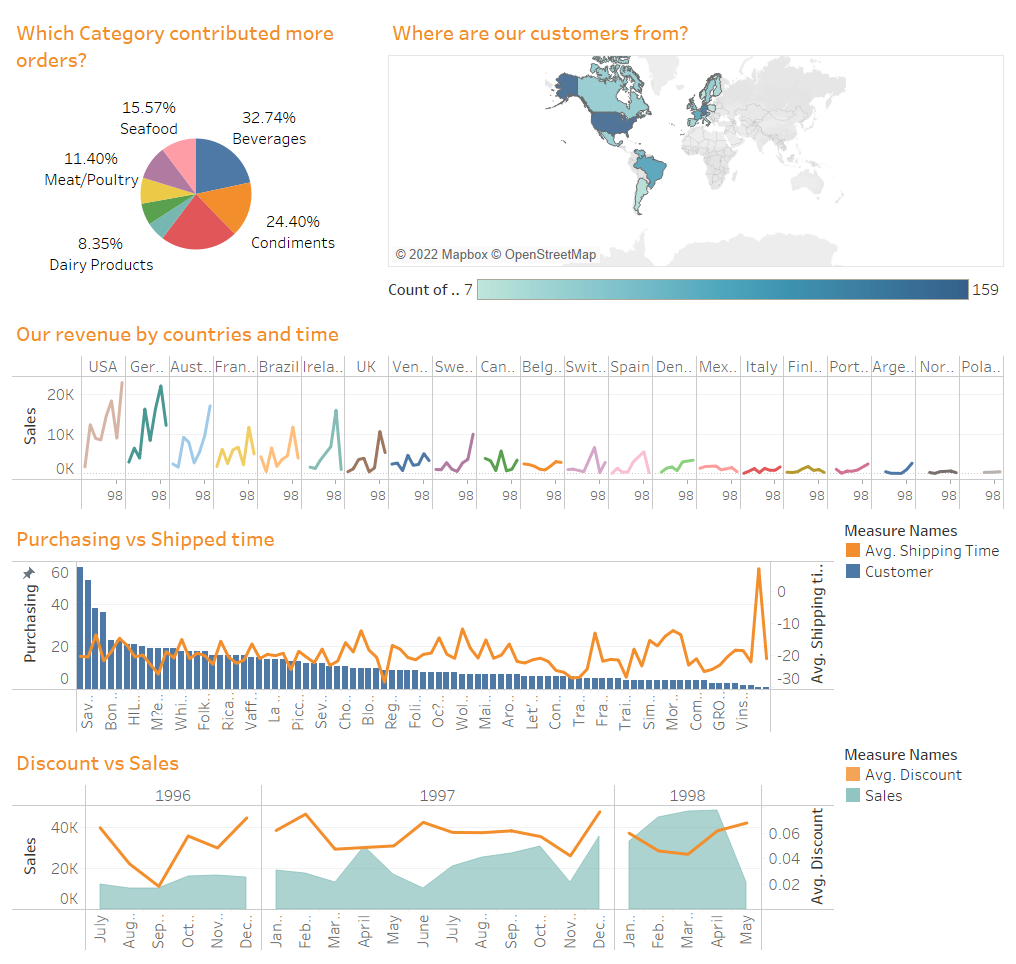 Which Category contributed more
orders?
15.57%
Seafood
32.74%
Beverages
11.40%
Meat/Poultry
24.40%
Condiments
8.35%
Dairy Products
Where are our customers from?
© 2022 Mapbox © OpenStreetMap
Count of .. 7 159
Our revenue by countries and time
USA Ger.. Aust.. Fran.. Brazil Irela.. UK Ven.. Swe.. Can.. Belg.. Swit.. Spain Den.. Mex.. Italy Finl.. Port.. Arge.. Nor.. Pola..
Sales
20K
10K
0K
98 98 98 98 98 98 98 98 98 98 98 98 98 98 98 98 98 98 98 98 98
Purchasing vs Shipped time
Purchasing
60
40
20
0
0
-10
-20
-30
Avg. Shipping ti..
Sav.. Bon .. HIL.. M?e.. Whi.. Folk.. Rica.. Vaff.. La .. Picc.. Sev.. Cho.. Blo.. Reg.. Foli.. Oc?.. Wol.. Mai.. Aro.. Let'.. Con.. Tra.. Fra.. Trai.. Sim.. Mor.. Com.. GRO.. Vins..
Measure Names
Avg. Shipping Time
Customer
Discount vs Sales
1996 1997 1998
Sales
40K
20K
0K
0.06
0.04
0.02
Avg. Discount
July Aug.. Sep.. Oct.. Nov.. Dec.. Jan.. Feb.. Mar.. April May June July Aug.. Sep.. Oct.. Nov.. Dec.. Jan.. Feb.. Mar.. April May
Measure Names
Avg. Discount
Sales